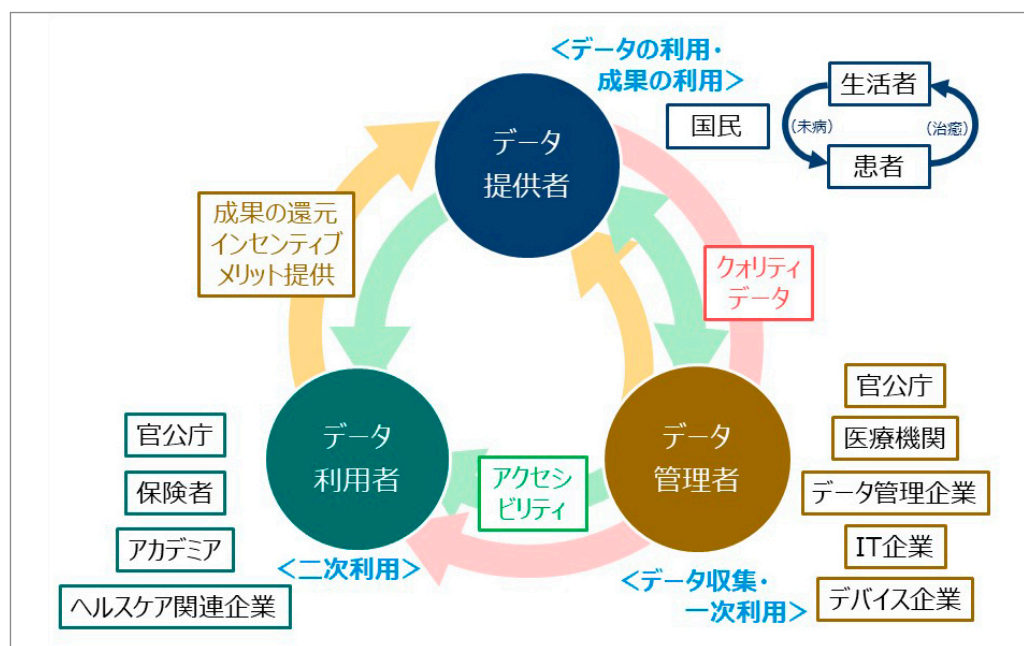 <データの利用・
成果の利用>
生活者
国民
(未病)
(治癒)
患者
データ
提供者
成果の還元
インセンティブ
メリット提供
クォリティ
データ
官公庁
医療機関
データ管理企業
IT企業
デバイス企業
データ
管理者
<データ収集・
一次利用>
アクセシ
ビリティ
データ
利用者
<二次利用>
官公庁
保険者
アカデミア
ヘルスケア関連企業